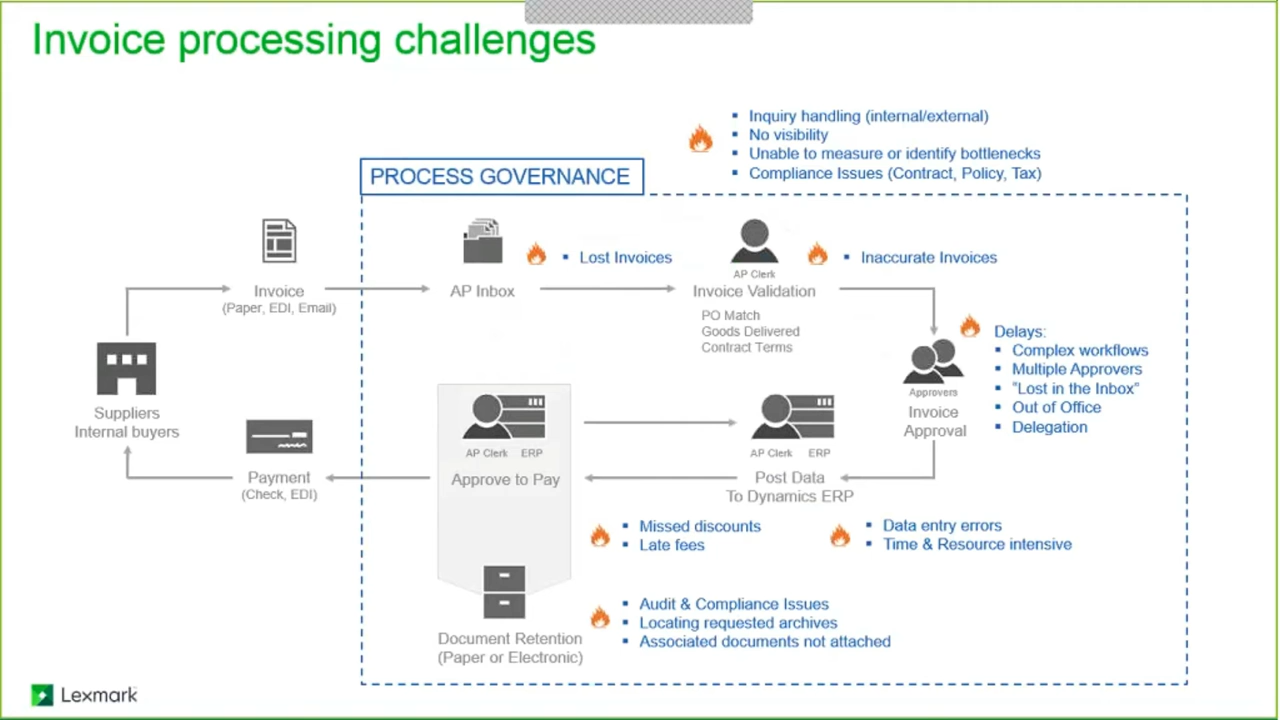 Invoice processing challenges
▪ Inquiry handling (internal/external)
▪ No visibility
▪ Unable to measure or identify bottlenecks
▪ Compliance Issues (Contract, Policy, Tax)
PROCESS GOVERNANCE
Invoice
(Paper, EDI, Email)
AP Inbox
▪ Lost Invoices
AP Clerk
Invoice Validation
PO Match
Goods Delivered
Contract Terms
▪ Inaccurate Invoices
Delays:
▪ Complex workflows
▪ Multiple Approvers
▪ "Lost in the Inbox"
▪ Out of Office
▪ Delegation
Approvers
Invoice
Approval
Suppliers
Internal buyers
Payment
(Check, EDI)
AP Clerk ERP
Approve to Pay
AP Clerk ERP
Post Data
To Dynamics ERP
▪ Missed discounts
▪ Late fees
▪ Data entry errors
▪ Time & Resource intensive
Document Retention
(Paper or Electronic)
▪ Audit & Compliance Issues
▪ Locating requested archives
▪ Associated documents not attached
Lexmark